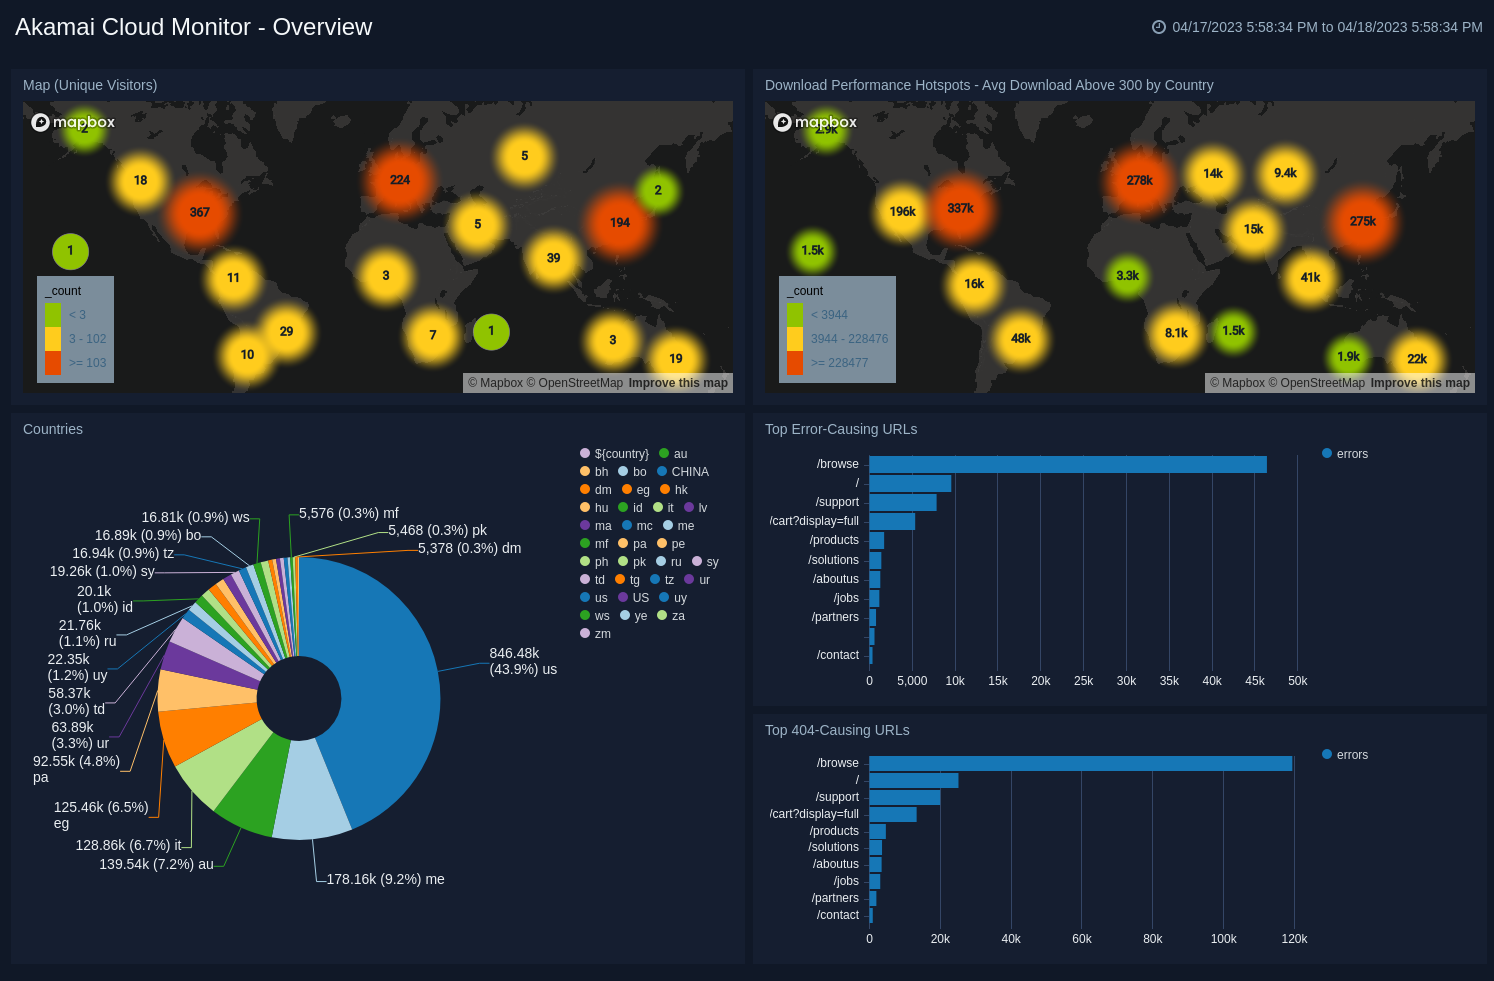 Akamai Cloud Monitor - Overview
04/17/2023 5:58:34 PM to 04/18/2023 5:58:34 PM
Map (Unique Visitors)
mapbox
2
18
367
224
5
2
194
5
1
11
3
39
29
10
7
1
3
19
_count
< 3
3 - 102
>= 103
© Mapbox © OpenStreetMap Improve this map
Download Performance Hotspots - Avg Download Above 300 by Country
mapbox
2.9k
196k
337k
278k
14k
9.4k
275k
15k
1.5k
16k
3.3k
41k
48k
8.1k
1.5k
1.9k
22k
_count
< 3944
3944 - 228476
>= 228477
© Mapbox © OpenStreetMap Improve this map
Countries
16.81k (0.9%) ws
16.89k (0.9%) bo
16.94k (0.9%) tz
19.26k (1.0%) sy
20.1k
(1.0%) id
21.76k
(1.1%) ru
22.35k
(1.2%) uy
58.37k
(3.0%) td
63.89k
(3.3%) ur
92.55k (4.8%)
pa
125.46k (6.5%)
eg
128.86k (6.7%) it
139.54k (7.2%) au
178.16k (9.2%) me
846.48k
(43.9%) us
5,576 (0.3%) mf
5,468 (0.3%) pk
5,378 (0.3%) dm
${country} au
bh bo CHINA
dm eg hk
hu id it lv
ma mc me
mf pa pe
ph pk ru sy
td tg tz ur
us US uy
ws ye za
zm
Top Error-Causing URLs
errors
/browse
/
/support
/cart?display=full
/products
/solutions
/aboutus
/jobs
/partners
/contact
0 5,000 10k 15k 20k 25k 30k 35k 40k 45k 50k
Top 404-Causing URLs
errors
/browse
/
/support
/cart?display=full
/products
/solutions
/aboutus
/jobs
/partners
/contact
0 20k 40k 60k 80k 100k 120k